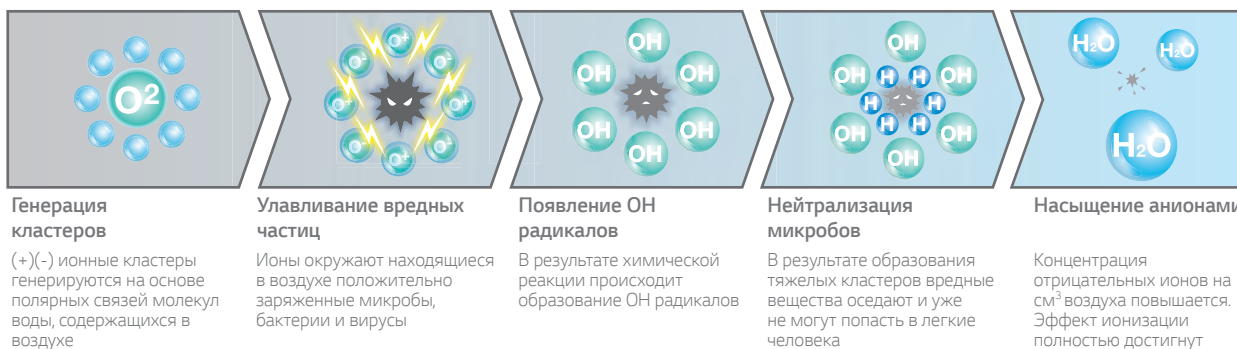 O²
O⁺
O⁻
O⁻
O⁺
O⁺
O⁻
O⁻
O⁺
OH
OH
OH
OH
OH
OH
OH
OH
OH
OH
OH
OH
H
H
H
H
H
H
H₂O
H₂O
H₂O
Генерация
кластеров
(+)(-) ионные кластеры
генерируются на основе
полярных связей молекул
воды, содержащихся в
воздухе
Улавливание вредных
частиц
Ионы окружают находящиеся
в воздухе положительно
заряженные микробы,
бактерии и вирусы
Появление ОН
радикалов
В результате химической
реакции происходит
образование ОН радикалов
Нейтрализация
микробов
В результате образования
тяжелых кластеров вредные
вещества оседают и уже
не могут попасть в легкие
человека
Насыщение анионами
Концентрация
отрицательных ионов на
см³ воздуха повышается.
Эффект ионизации
полностью достигнут